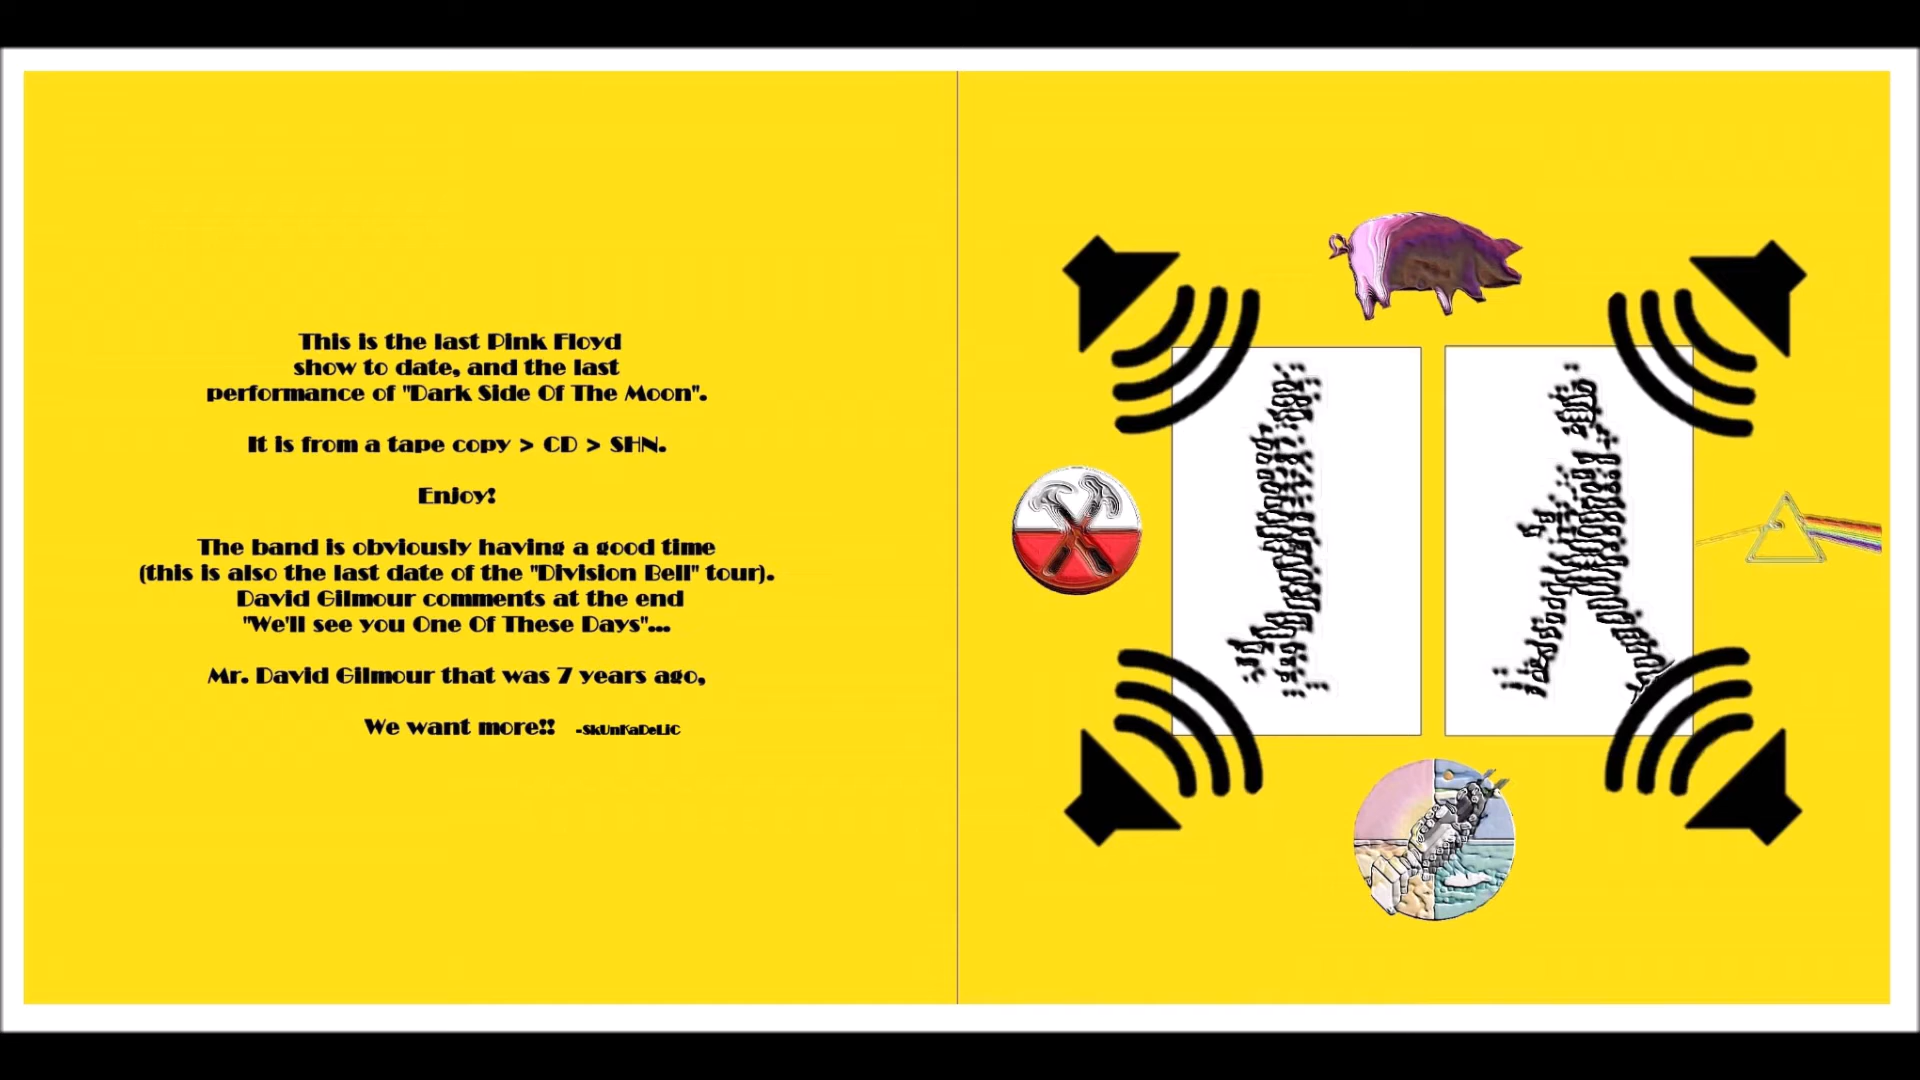 This is the last Pink Floyd
show to date, and the last
performance of "Dark Side Of The Moon".
It is from a tape copy > CD > SHN.
Enjoy!
The band is obviously having a good time
(this is also the last date of the "Division Bell" tour).
David Gilmour comments at the end
"We'll see you One Of These Days"...
Mr. David Gilmour that was 7 years ago,
We want more!! -SkUnKaDeLiC